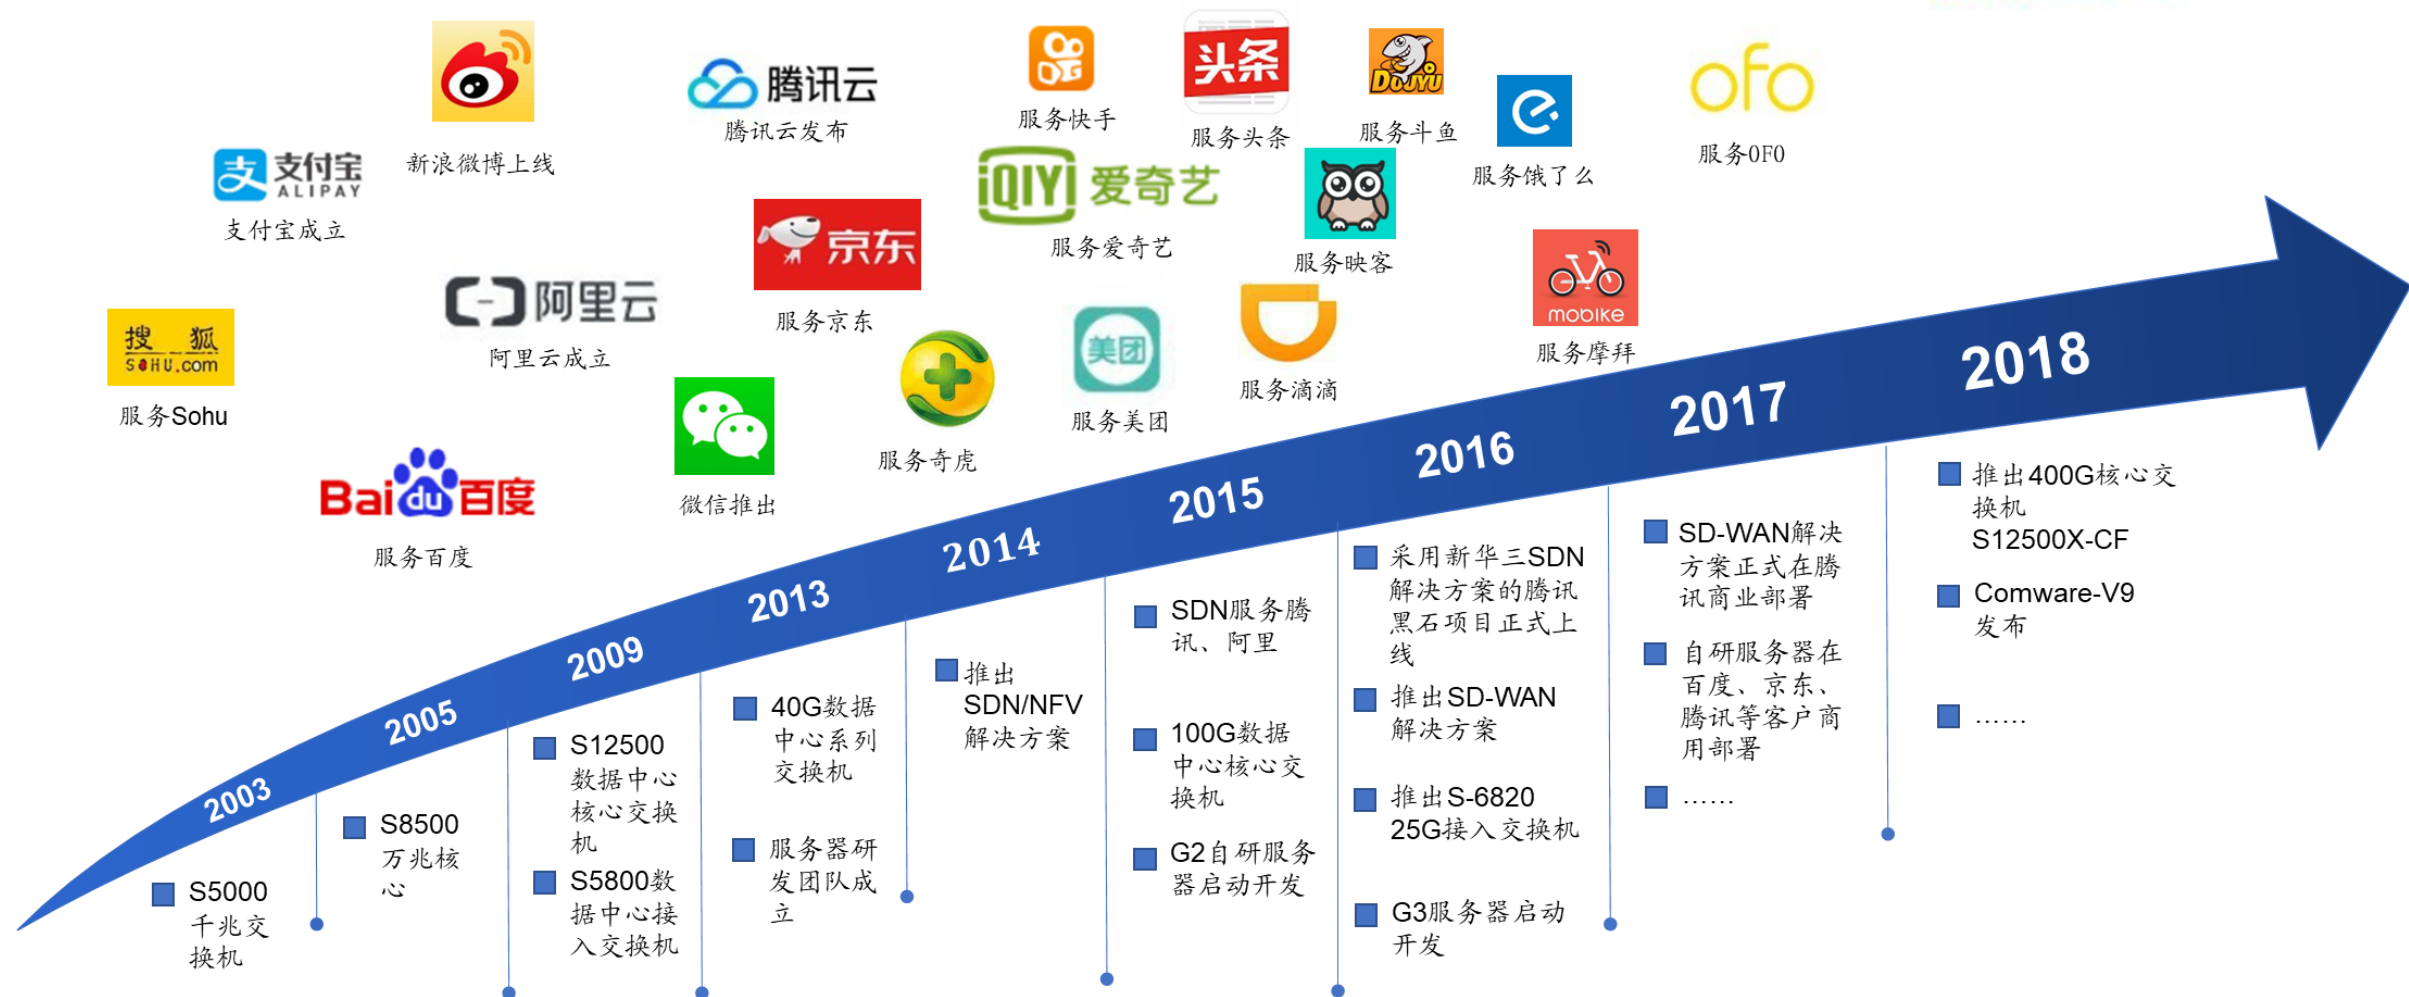 搜 狐
SOHU.com
服务Sohu
支
支付宝
ALIPAY
支付宝成立
Bai du 百度
服务百度
新浪微博上线
阿里云
阿里云成立
腾讯云
腾讯云发布
京东
服务京东
微信推出
服务奇虎
服务快手
iQIYI 爱奇艺
服务爱奇艺
美团
服务美团
头条
服务头条
服务滴滴
DOUYU
服务斗鱼
服务映客
服务饿了么
mobike
服务摩拜
ofo
服务OFO
2003
2005
2009
2013
2014
2015
2016
2017
2018
S5000
千兆交
换机
S8500
万兆核
心
S12500
数据中心
核心交换
机
S5800数
据中心接
入交换机
40G数据
中心系列
交换机
服务器研
发团队成
立
推出
SDN/NFV
解决方案
SDN服务腾
讯、阿里
100G数据
中心核心交
换机
G2自研服务
器启动开发
采用新华三SDN
解决方案的腾讯
黑石项目正式上
线
推出SD-WAN
解决方案
推出S-6820
25G接入交换机
G3服务器启动
开发
SD-WAN解决
方案正式在腾
讯商业部署
自研服务器在
百度、京东、
腾讯等客户商
用部署
……
推出400G核心交
换机
S12500X-CF
Comware-V9
发布
……